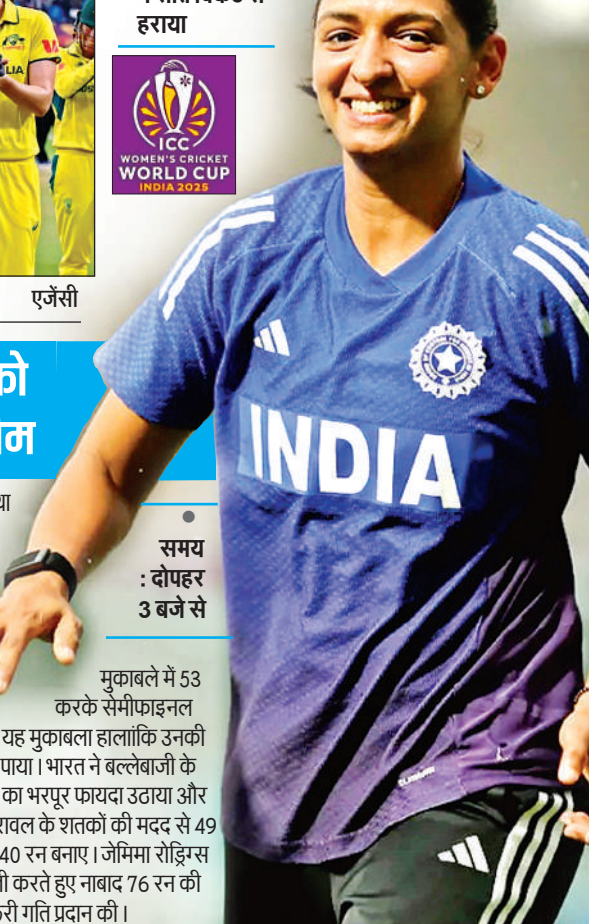 हराया
ICC
WOMEN'S CRICKET
WORLD CUP
INDIA 2025
एजेंसी
को
INDIA
समय
: दोपहर
3 बजे से
मुकाबले में 53
करके सेमीफाइनल
यह मुकाबला हालांकि उनकी
पाया। भारत ने बल्लेबाजी के
का भरपूर फायदा उठाया और
के शतकों की मदद से 49
40 रन बनाए। जेमिमा रोड्रिग्स
करते हुए नाबाद 76 रन की
गति प्रदान की।